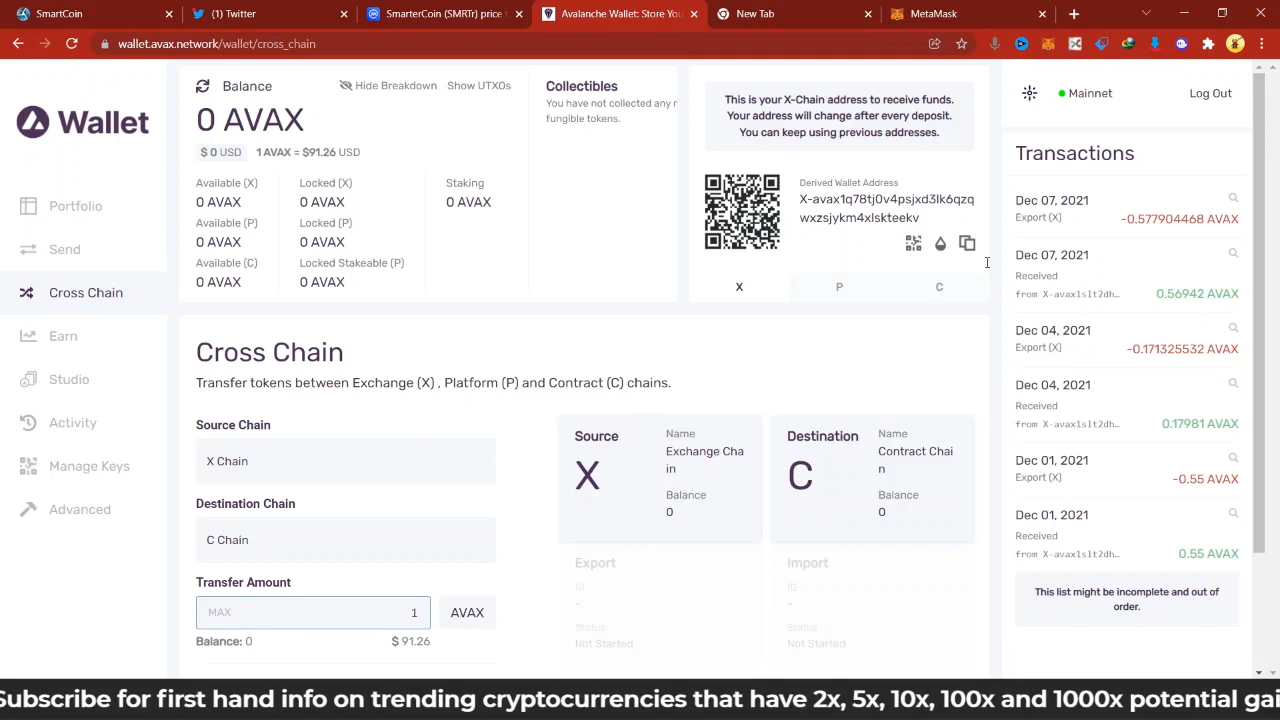 SmartCoin
(1) Twitter
SmarterCoin (SMRTr) price t
Avalanche Wallet: Store You
New Tab
MetaMask
wallet.avax.network/wallet/cross_chain
Wallet
Portfolio
Send
Cross Chain
Earn
Studio
Activity
Manage Keys
Advanced
Balance
Hide Breakdown
Show UTXOs
0 AVAX
$ 0 USD
1 AVAX = $91.26 USD
Available (X)
0 AVAX
Available (P)
0 AVAX
Available (C)
0 AVAX
Locked (X)
0 AVAX
Locked (P)
0 AVAX
Locked Stakeable (P)
0 AVAX
Staking
0 AVAX
Collectibles
You have not collected any r
fungible tokens.
This is your X-Chain address to receive funds.
Your address will change after every deposit.
You can keep using previous addresses.
Derived Wallet Address
X-avax1q78tj0v4psjxd3lk6qzq
wxzsjykm4xlskteekv
X
P
C
Cross Chain
Transfer tokens between Exchange (X) , Platform (P) and Contract (C) chains.
Source Chain
X Chain
Destination Chain
C Chain
Transfer Amount
MAX
1
AVAX
Balance: 0
$ 91.26
Source
X
Name
Exchange Cha
in
Balance
0
Destination
C
Name
Contract Chai
n
Balance
0
Export
ID
-
Status
Not Started
Import
ID
-
Status
Not Started
Mainnet
Log Out
Transactions
Dec 07, 2021
Export (X)
-0.577904468 AVAX
Dec 07, 2021
Received
from X-avax1slt2dh…
0.56942 AVAX
Dec 04, 2021
Export (X)
-0.171325532 AVAX
Dec 04, 2021
Received
from X-avax1slt2dh…
0.17981 AVAX
Dec 01, 2021
Export (X)
-0.55 AVAX
Dec 01, 2021
Received
from X-avax1slt2dh…
0.55 AVAX
This list might be incomplete and out of
order.
Subscribe for first hand info on trending cryptocurrencies that have 2x, 5x, 10x, 100x and 1000x potential gai